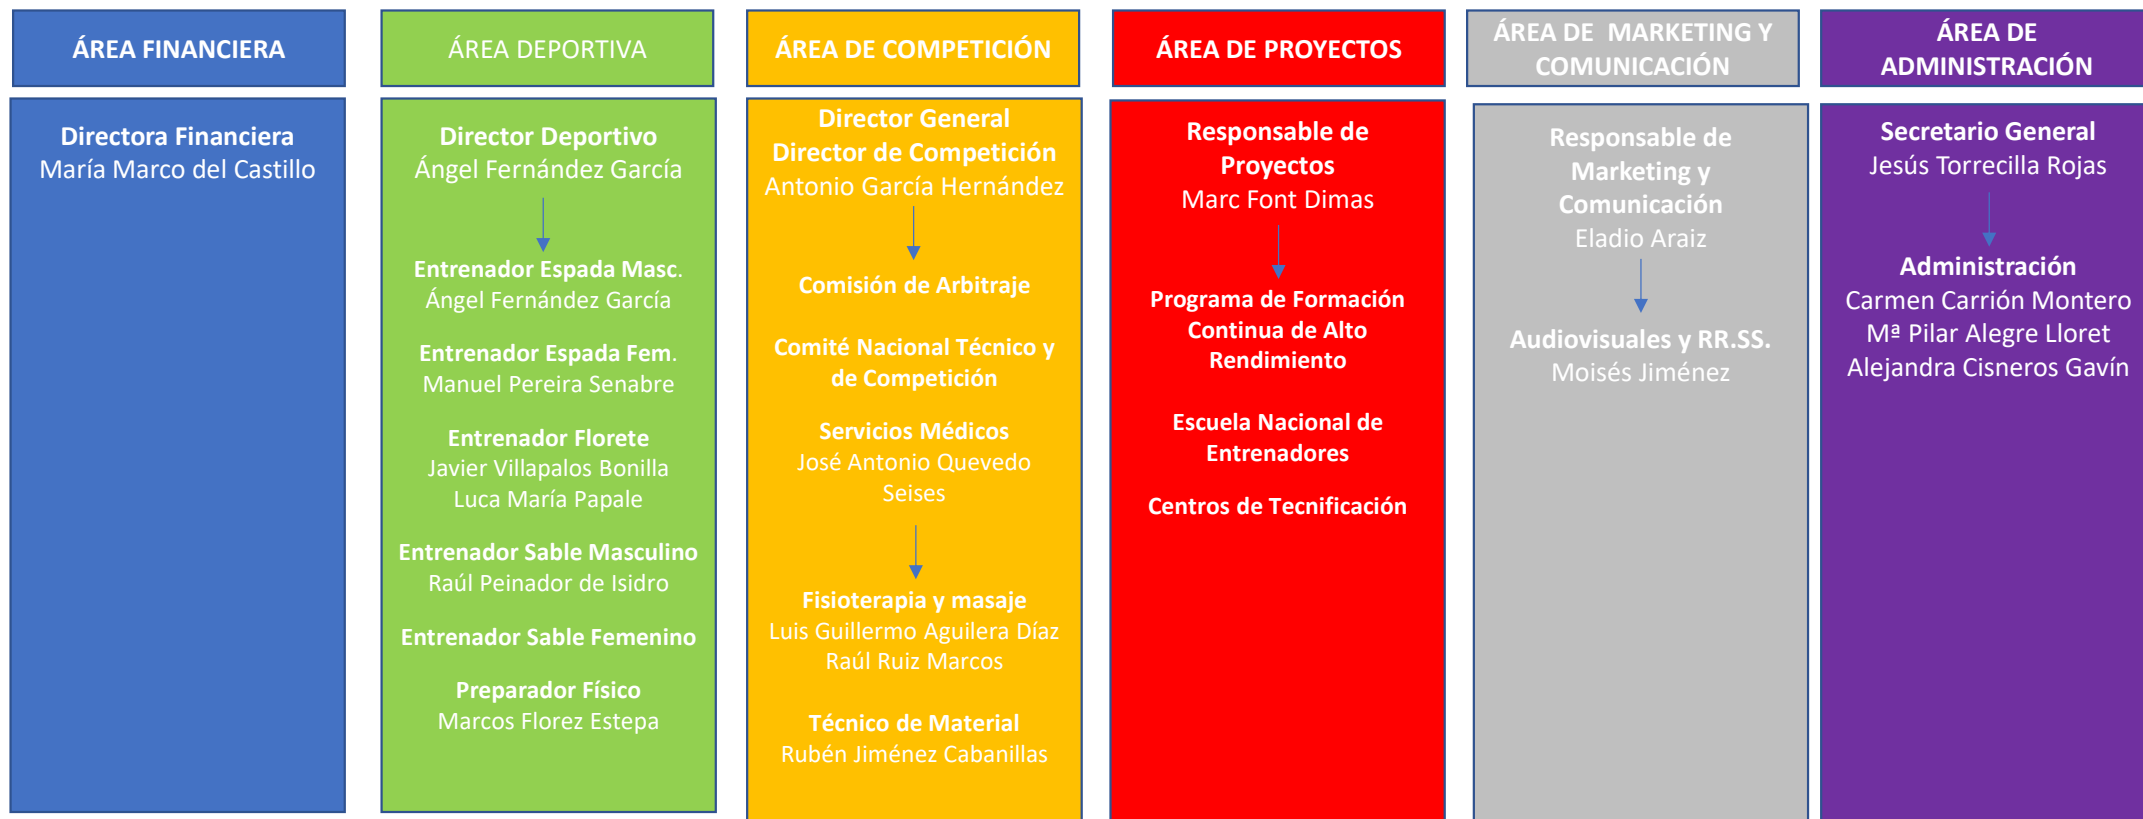 ÁREA FINANCIERA
Directora Financiera
María Marco del Castillo
ÁREA DEPORTIVA
Director Deportivo
Ángel Fernández García
Entrenador Espada Masc.
Ángel Fernández García
Entrenador Espada Fem.
Manuel Pereira Senabre
Entrenador Florete
Javier Villapalos Bonilla
Luca María Papale
Entrenador Sable Masculino
Raúl Peinador de Isidro
Entrenador Sable Femenino
Preparador Físico
Marcos Florez Estepa
ÁREA DE COMPETICIÓN
Director General
Director de Competición
Antonio García Hernández
Comisión de Arbitraje
Comité Nacional Técnico y
de Competición
Servicios Médicos
José Antonio Quevedo
Seises
Fisioterapia y masaje
Luis Guillermo Aguilera Díaz
Raúl Ruiz Marcos
Técnico de Material
Rubén Jiménez Cabanillas
ÁREA DE PROYECTOS
Responsable de
Proyectos
Marc Font Dimas
Programa de Formación
Continua de Alto
Rendimiento
Escuela Nacional de
Entrenadores
Centros de Tecnificación
ÁREA DE MARKETING Y
COMUNICACIÓN
Responsable de
Marketing y
Comunicación
Eladio Araiz
Audiovisuales y RR.SS.
Moisés Jiménez
ÁREA DE
ADMINISTRACIÓN
Secretario General
Jesús Torrecilla Rojas
Administración
Carmen Carrión Montero
Mª Pilar Alegre Lloret
Alejandra Cisneros Gavín